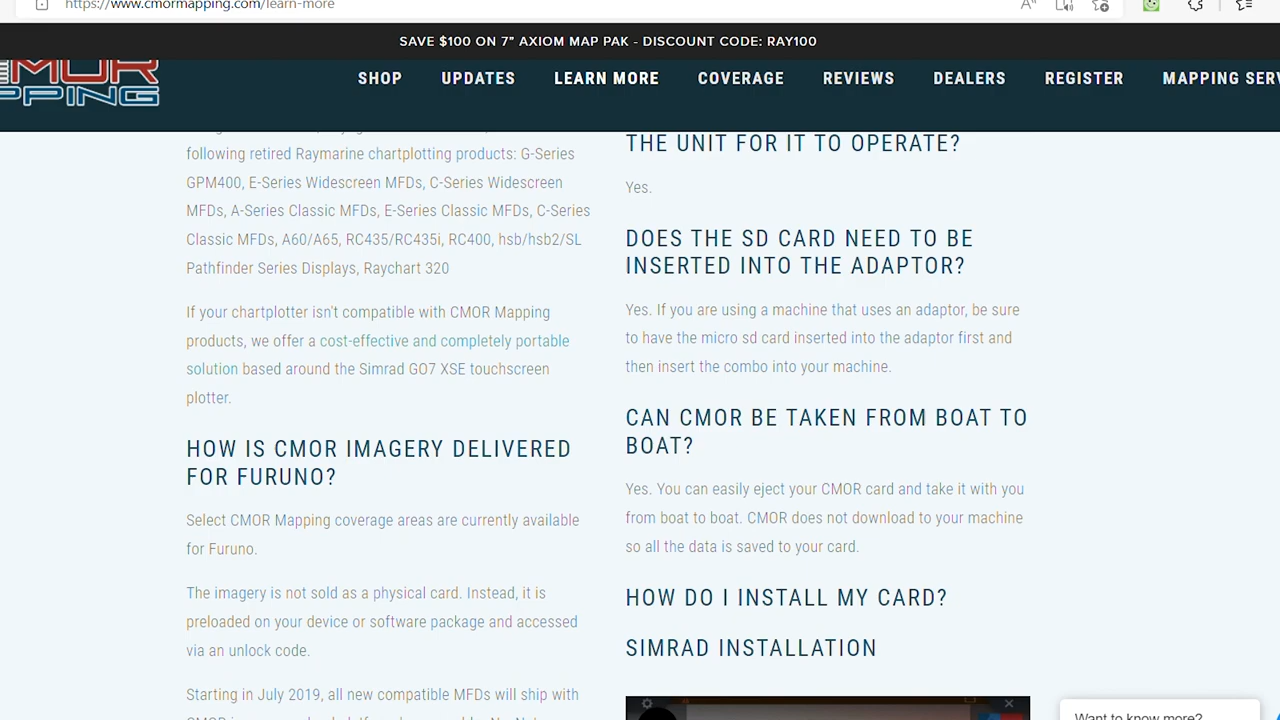 https://www.cmormapping.com/learn-more
SAVE $100 ON 7” AXIOM MAP PAK - DISCOUNT CODE: RAY100
SHOP UPDATES LEARN MORE COVERAGE REVIEWS DEALERS REGISTER MAPPING
following retired Raymarine chartplotting products: G-Series
GPM400, E-Series Widescreen MFDs, C-Series Widescreen
MFDs, A-Series Classic MFDs, E-Series Classic MFDs, C-Series
Classic MFDs, A60/A65, RC435/RC435i, RC400, hsb/hsb2/SL
Pathfinder Series Displays, Raychart 320
If your chartplotter isn't compatible with CMOR Mapping
products, we offer a cost-effective and completely portable
solution based around the Simrad GO7 XSE touchscreen
plotter.
HOW IS CMOR IMAGERY DELIVERED
FOR FURUNO?
Select CMOR Mapping coverage areas are currently available
for Furuno.
The imagery is not sold as a physical card. Instead, it is
preloaded on your device or software package and accessed
via an unlock code.
Starting in July 2019, all new compatible MFDs will ship with
THE UNIT FOR IT TO OPERATE?
Yes.
DOES THE SD CARD NEED TO BE
INSERTED INTO THE ADAPTOR?
Yes. If you are using a machine that uses an adaptor, be sure
to have the micro sd card inserted into the adaptor first and
then insert the combo into your machine.
CAN CMOR BE TAKEN FROM BOAT TO
BOAT?
Yes. You can easily eject your CMOR card and take it with you
from boat to boat. CMOR does not download to your machine
so all the data is saved to your card.
HOW DO I INSTALL MY CARD?
SIMRAD INSTALLATION
Want to know more?